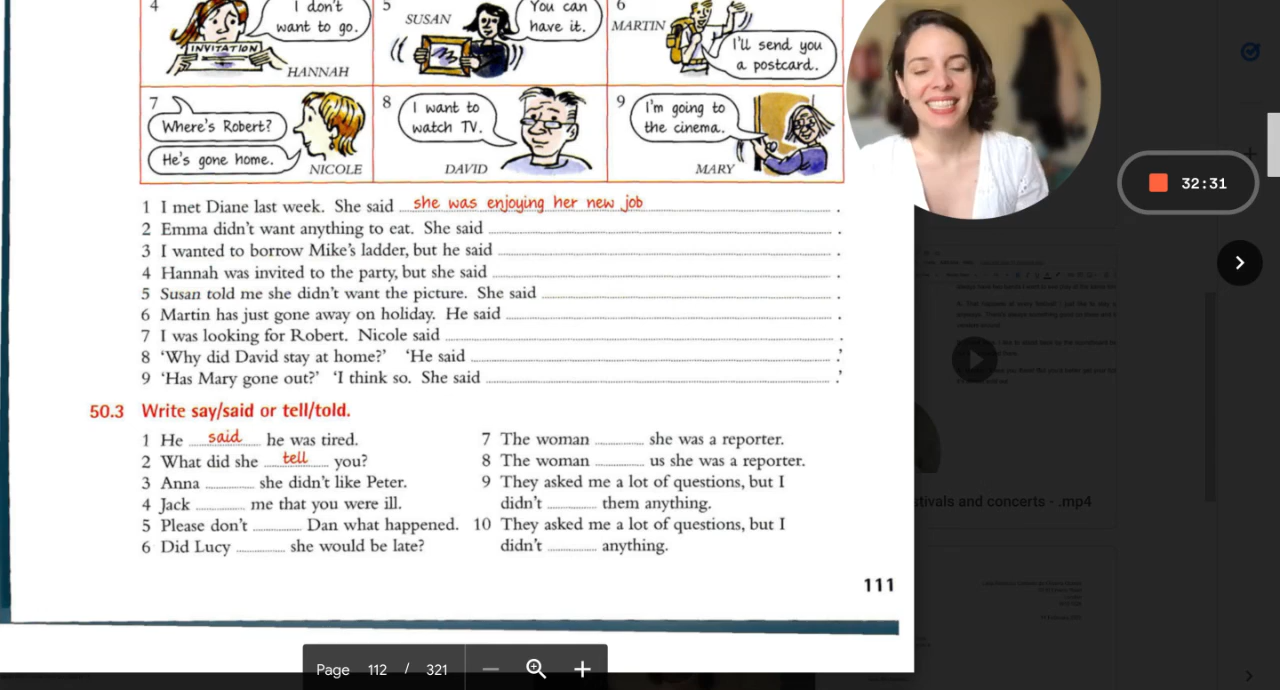 4
I don't
want to go.
INVITATION
HANNAH
5
SUSAN
You can
have it.
6
MARTIN
I'll send you
a postcard.
7
Where's Robert?
He's gone home.
NICOLE
8
I want to
watch TV.
DAVID
9
I'm going to
the cinema.
MARY
1 I met Diane last week. She said she was enjoying her new job .
2 Emma didn't want anything to eat. She said .
3 I wanted to borrow Mike's ladder, but he said .
4 Hannah was invited to the party, but she said .
5 Susan told me she didn't want the picture. She said .
6 Martin has just gone away on holiday. He said .
7 I was looking for Robert. Nicole said .
8 'Why did David stay at home?' 'He said .'
9 'Has Mary gone out?' 'I think so. She said .'
50.3 Write say/said or tell/told.
1 He said he was tired.
2 What did she tell you?
3 Anna she didn't like Peter.
4 Jack me that you were ill.
5 Please don't Dan what happened.
6 Did Lucy she would be late?
7 The woman she was a reporter.
8 The woman us she was a reporter.
9 They asked me a lot of questions, but I
didn't them anything.
10 They asked me a lot of questions, but I
didn't anything.
111
Page 112 / 321
32:31
stivals and concerts - .mp4